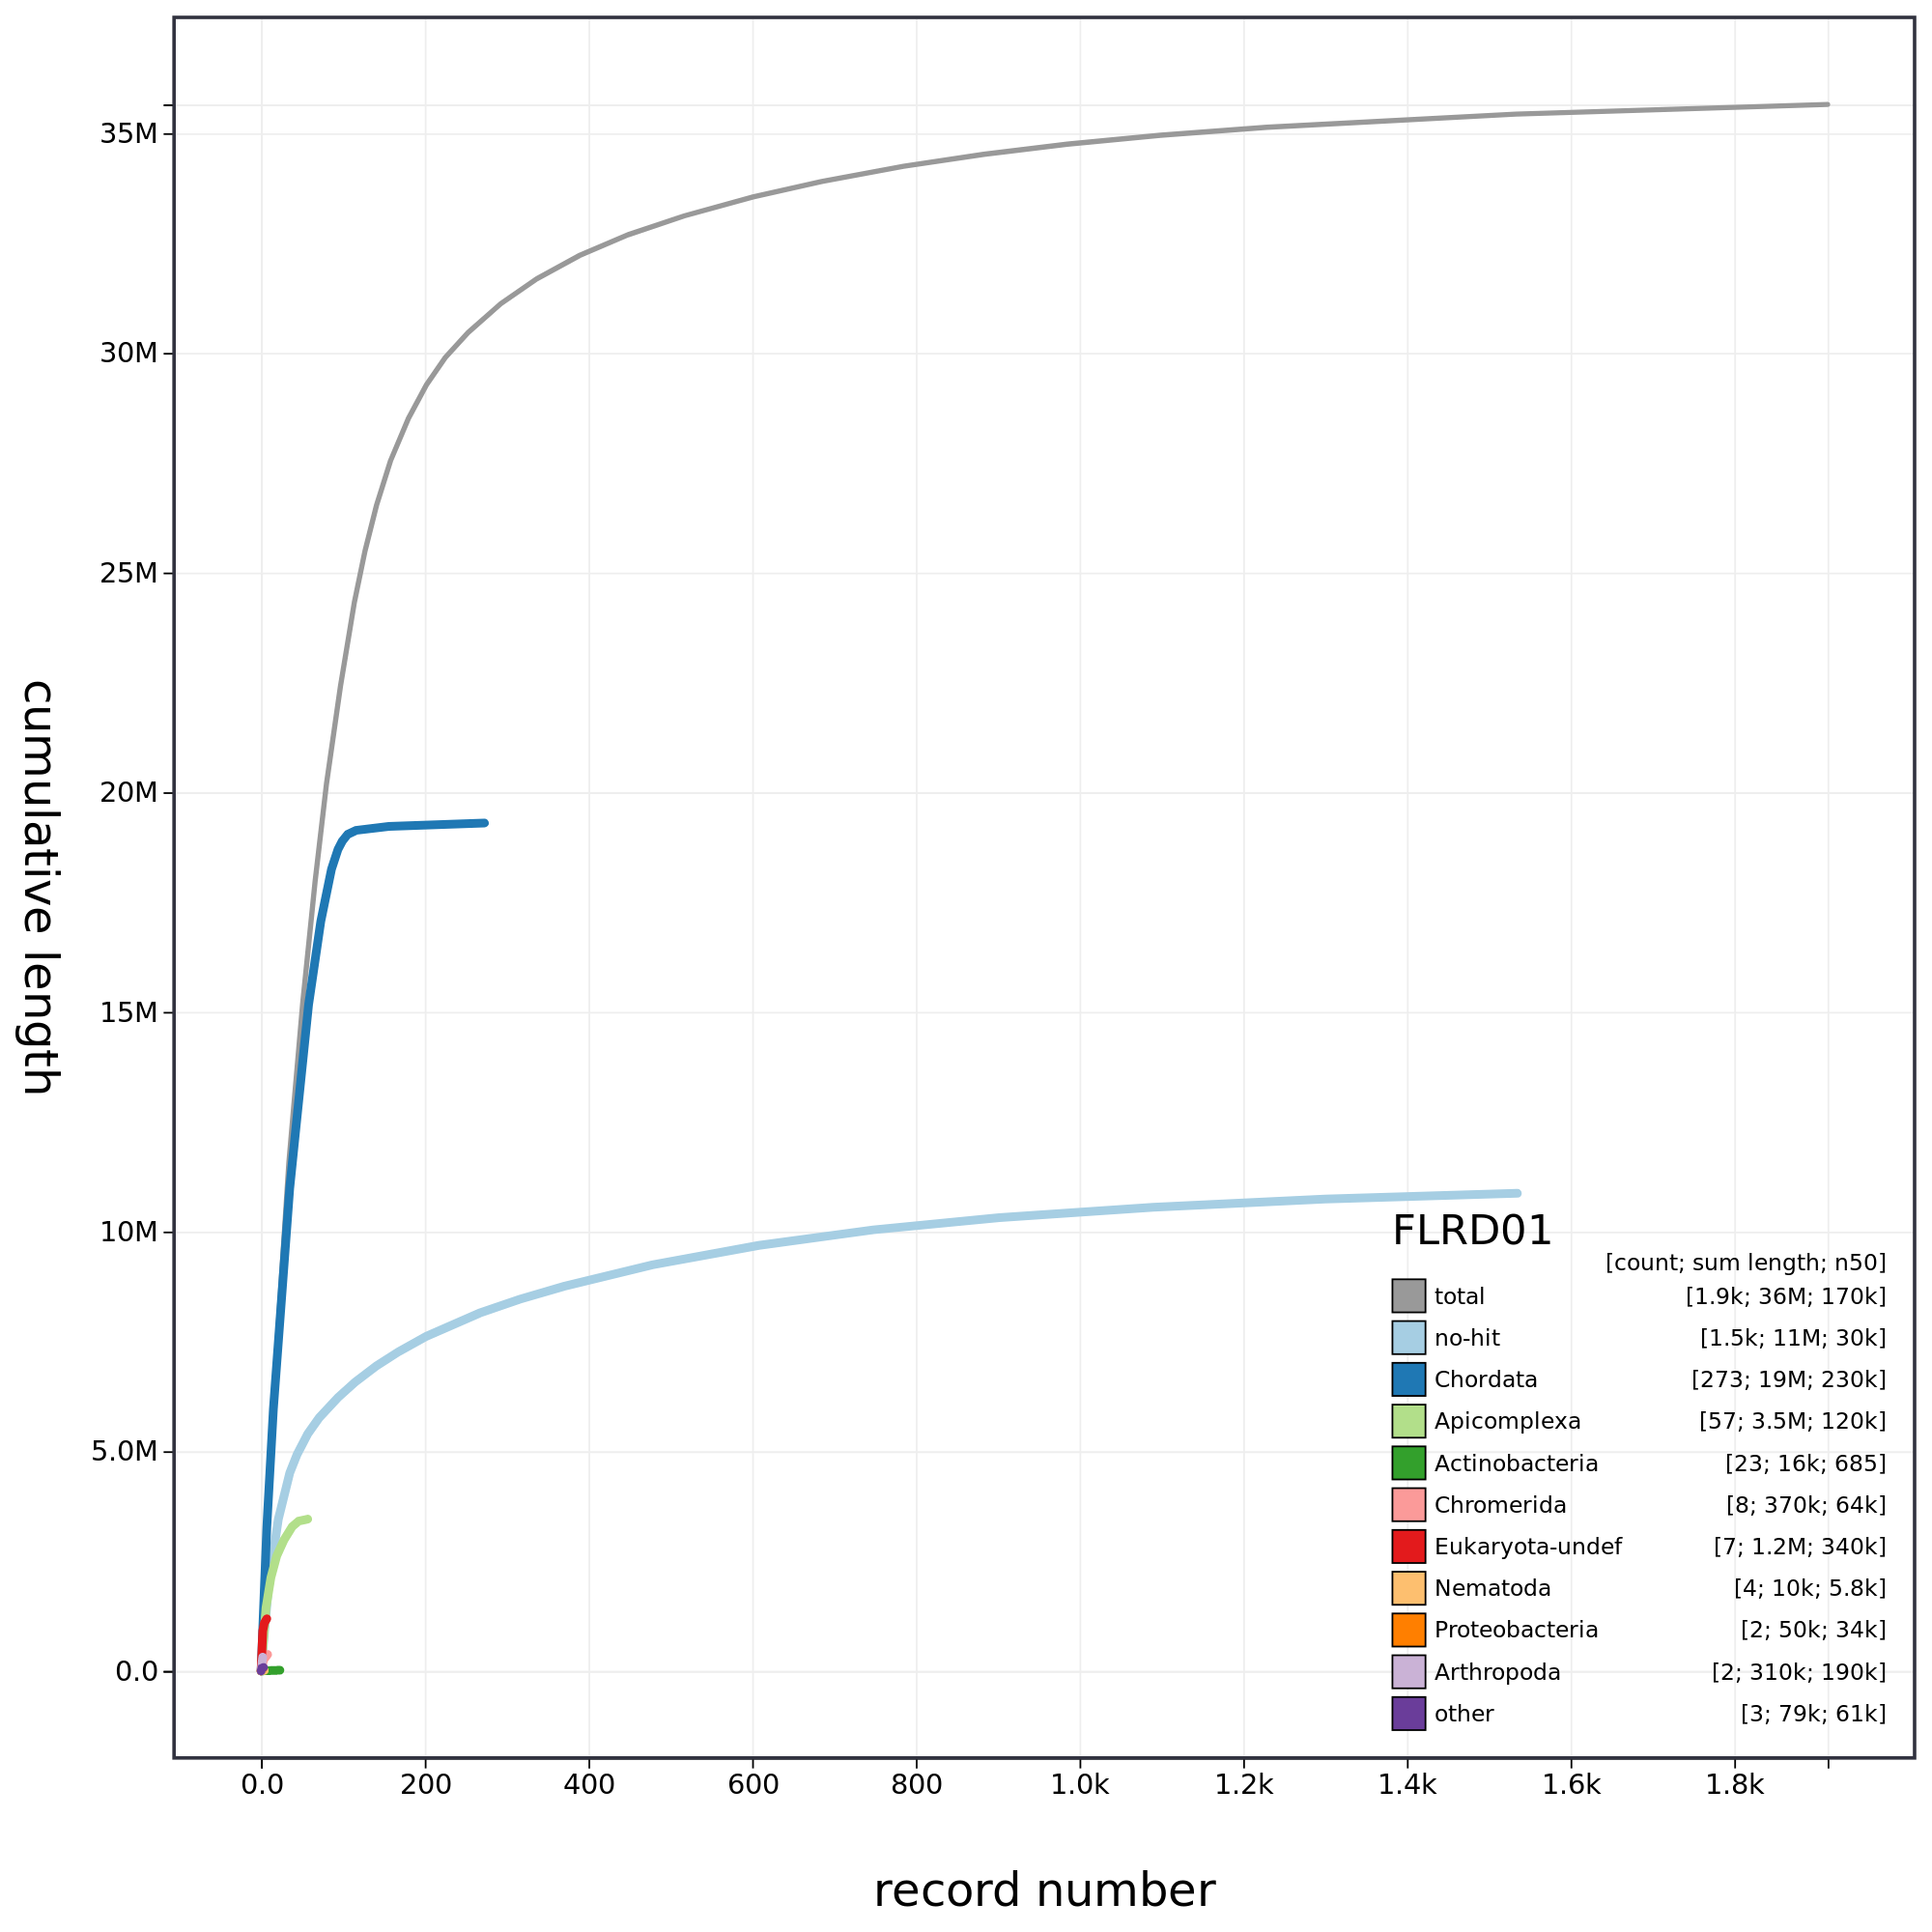 cumulative length
35M
30M
25M
20M
15M
10M
5.0M
0.0
FLRD01
[count; sum length; n50]
total [1.9k; 36M; 170k]
no-hit [1.5k; 11M; 30k]
Chordata [273; 19M; 230k]
Apicomplexa [57; 3.5M; 120k]
Actinobacteria [23; 16k; 685]
Chromerida [8; 370k; 64k]
Eukaryota-undef [7; 1.2M; 340k]
Nematoda [4; 10k; 5.8k]
Proteobacteria [2; 50k; 34k]
Arthropoda [2; 310k; 190k]
other [3; 79k; 61k]
0.0 200 400 600 800 1.0k 1.2k 1.4k 1.6k 1.8k
record number